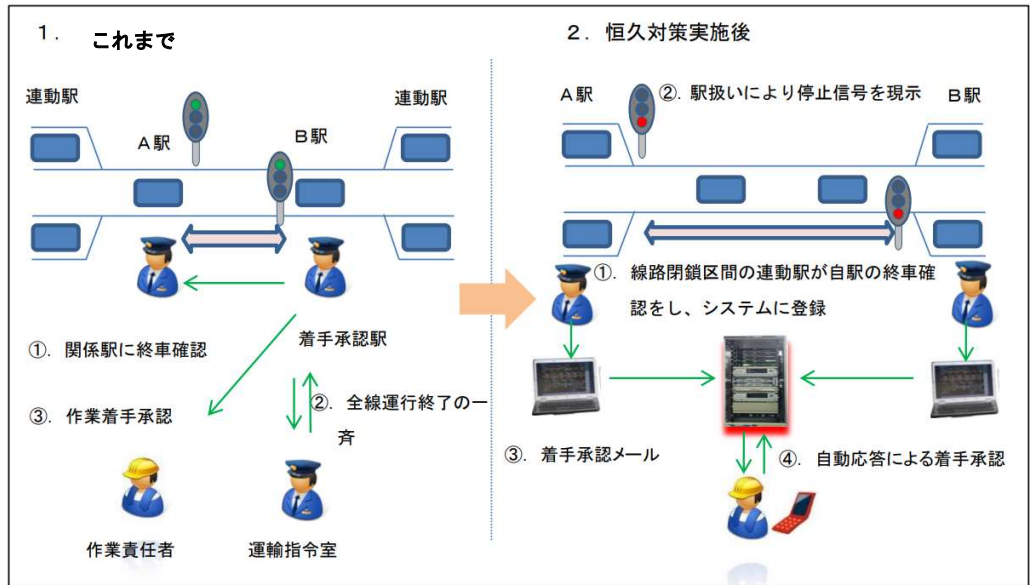 1. これまで
連動駅
連動駅
A駅
B駅
着手承認駅
①. 関係駅に終車確認
②. 全線運行終了の一
斉
③. 作業着手承認
作業責任者
運輸指令室
2. 恒久対策実施後
A駅
②. 駅扱いにより停止信号を現示
B駅
①. 線路閉鎖区間の連動駅が自駅の終車確
認をし、システムに登録
③. 着手承認メール
④. 自動応答による着手承認